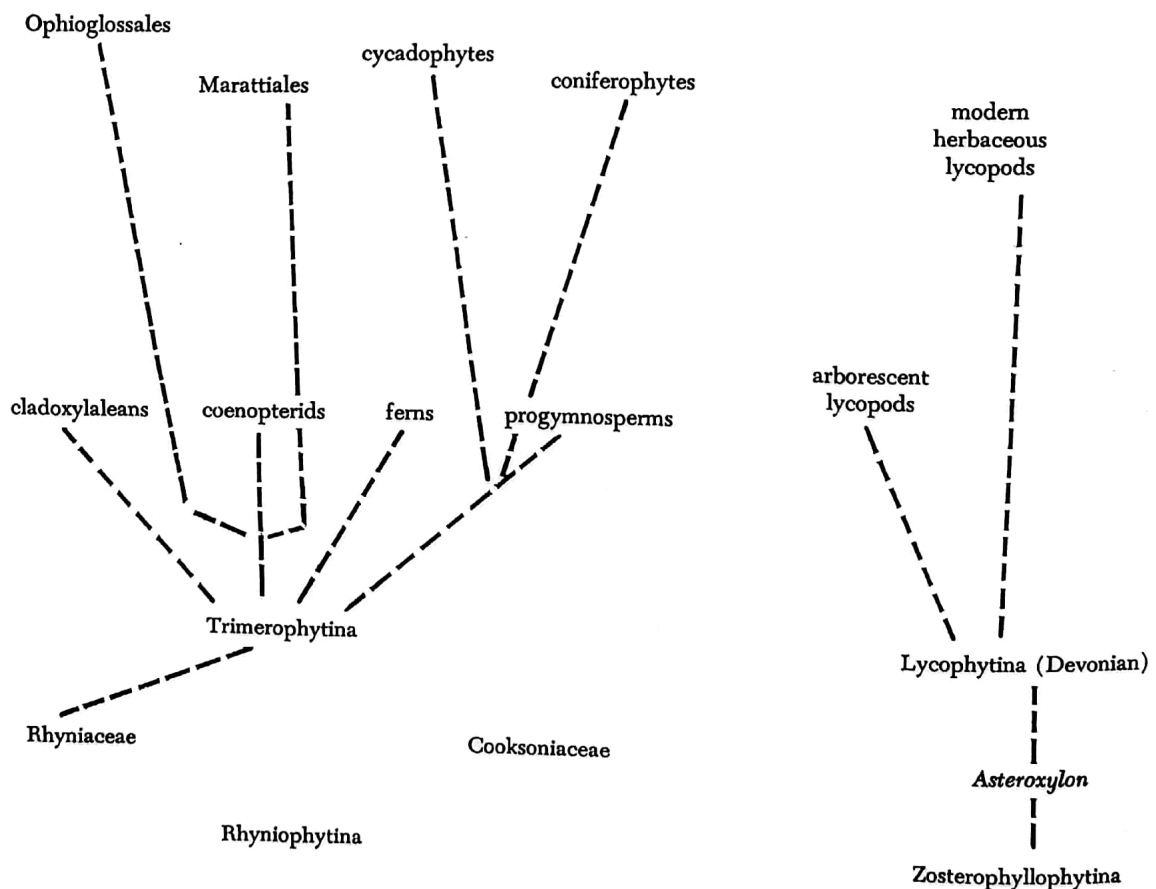 Ophioglossales
cycadophytes
Marattiales
coniferophytes
modern
herbaceous
lycopods
arborescent
lycopods
cladoxylaleans
coenopterids
ferns
progymnosperms
Trimerophytina
Lycophytina (Devonian)
Rhyniaceae
Cooksoniaceae
Asteroxylon
Rhyniophytina
Zosterophyllophytina